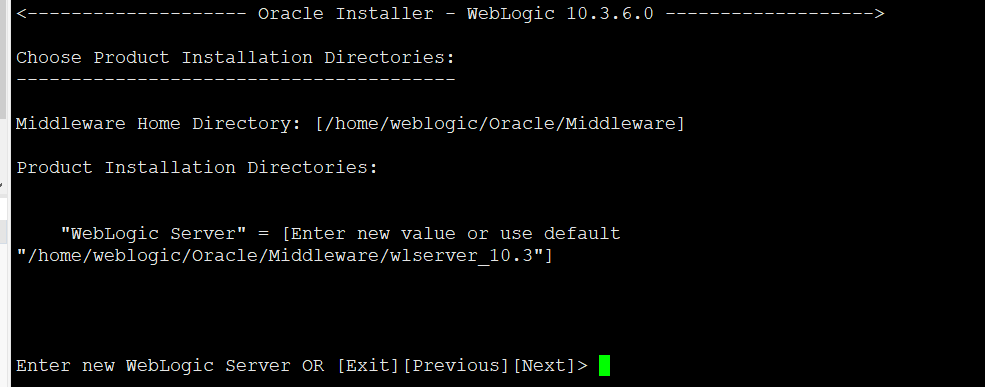 <--------------------- Oracle Installer - WebLogic 10.3.6.0 ------------------->
Choose Product Installation Directories:
----------------------------------------
Middleware Home Directory: [/home/weblogic/Oracle/Middleware]
Product Installation Directories:
"WebLogic Server" = [Enter new value or use default
"/home/weblogic/Oracle/Middleware/wlserver_10.3"]
Enter new WebLogic Server OR [Exit][Previous][Next]>